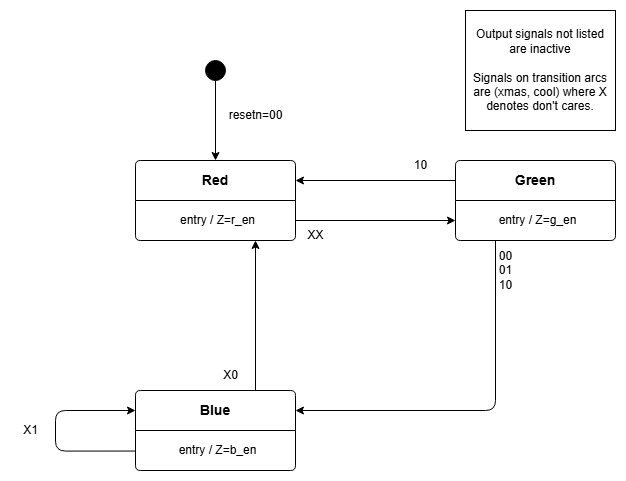 Output signals not listed
are inactive
Signals on transition arcs
are (xmas, cool) where X
denotes don't cares.
resetn=00
Red
entry / Z=r_en
10
XX
Green
entry / Z=g_en
00
01
10
X0
Blue
entry / Z=b_en
X1